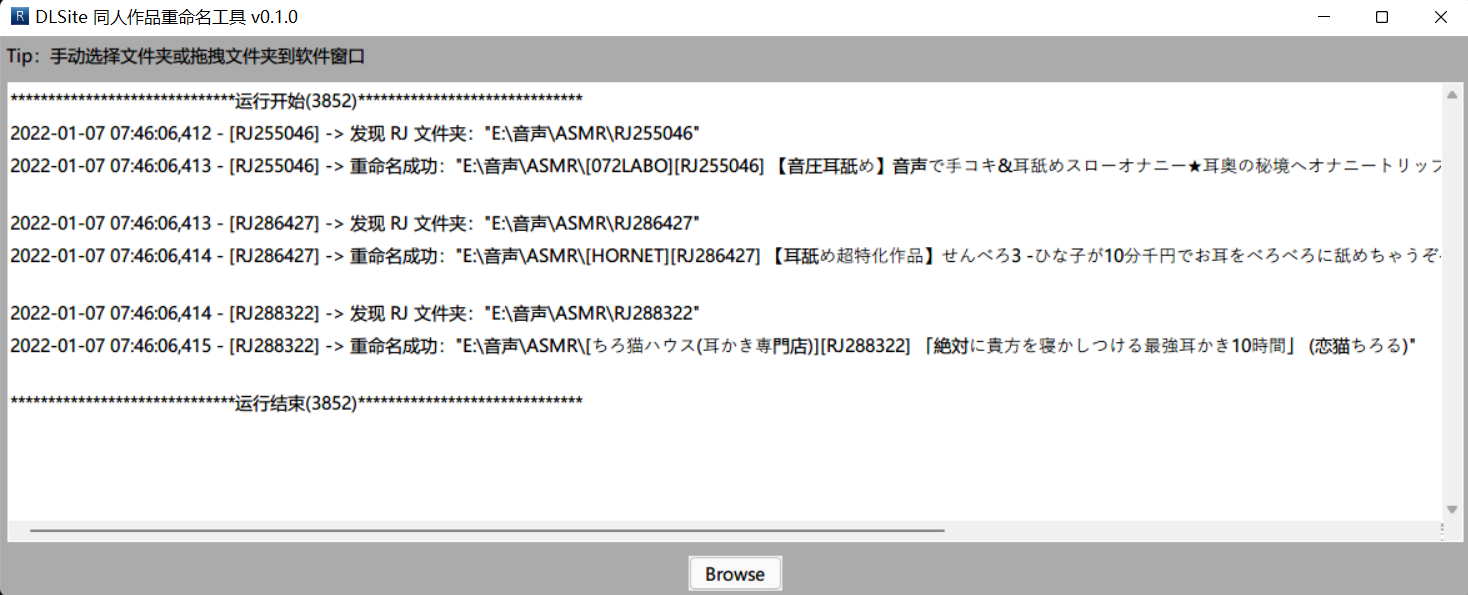 DLSite 同人作品重命名工具 v0.1.0
Tip：手动选择文件夹或拖拽文件夹到软件窗口
******************************运行开始(3852)******************************
2022-01-07 07:46:06,412 - [RJ255046] -> 发现 RJ 文件夹："E:\音声\ASMR\RJ255046"
2022-01-07 07:46:06,413 - [RJ255046] -> 重命名成功："E:\音声\ASMR\[072LABO][RJ255046] 【音圧耳舐め】音声で手コキ&耳舐めスローオナニー★耳奥の秘境へオナニートリップ
2022-01-07 07:46:06,413 - [RJ286427] -> 发现 RJ 文件夹："E:\音声\ASMR\RJ286427"
2022-01-07 07:46:06,414 - [RJ286427] -> 重命名成功："E:\音声\ASMR\[HORNET][RJ286427] 【耳舐め超特化作品】せんべろ3 -ひな子が10分千円でお耳をべろべろに舐めちゃうぞ
2022-01-07 07:46:06,414 - [RJ288322] -> 发现 RJ 文件夹："E:\音声\ASMR\RJ288322"
2022-01-07 07:46:06,415 - [RJ288322] -> 重命名成功："E:\音声\ASMR\[ちろ猫ハウス(耳かき専門店)][RJ288322] 「絶対に貴方を寝かしつける最強耳かき10時間」 (恋猫ちろる)"
******************************运行结束(3852)******************************
Browse